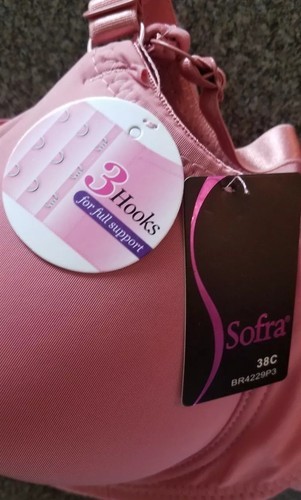 3 Hooks
for full support
Sofra®
38C
BR4229P3